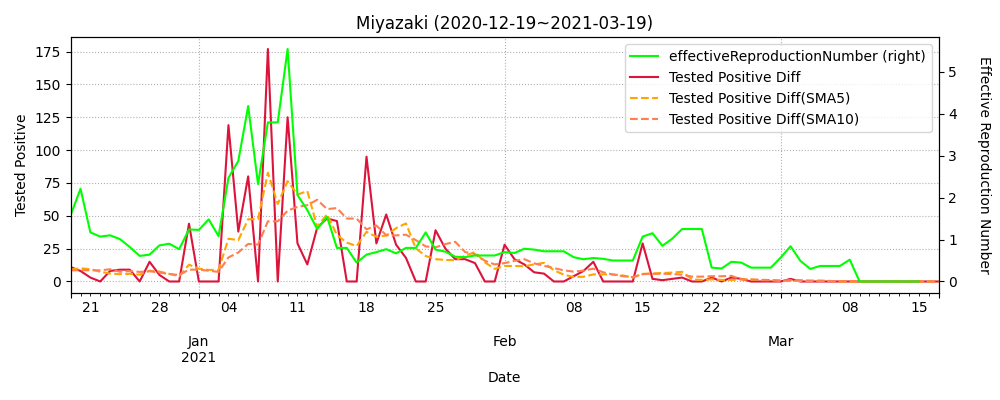 Miyazaki (2020-12-19~2021-03-19)
effectiveReproductionNumber (right)
Tested Positive Diff
Tested Positive Diff(SMA5)
Tested Positive Diff(SMA10)
Tested Positive
175
150
125
100
75
50
25
0
Effective Reproduction Number
5
4
3
2
1
0
21 28 04 11 18 25 08 15 22 08 15
Jan Feb Mar
2021
Date